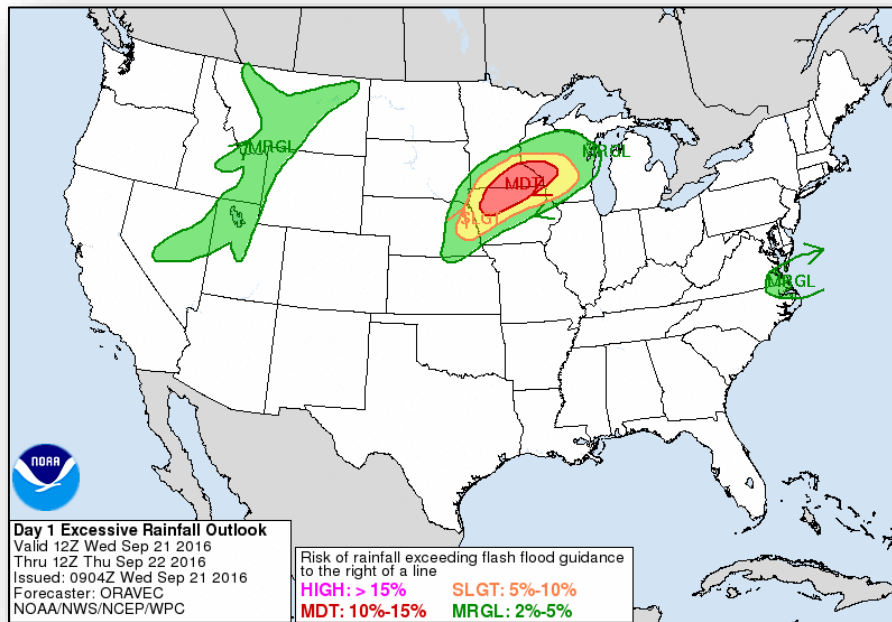 MRGL
MRGL
MDT
SLGT
MRGL
NOAA
Day 1 Excessive Rainfall Outlook
Valid 12Z Wed Sep 21 2016
Thru 12Z Thu Sep 22 2016
Issued: 0904Z Wed Sep 21 2016
Forecaster: ORAVEC
NOAA/NWS/NCEP/WPC
Risk of rainfall exceeding flash flood guidance
to the right of a line
HIGH: > 15% SLGT: 5%-10%
MDT: 10%-15% MRGL: 2%-5%